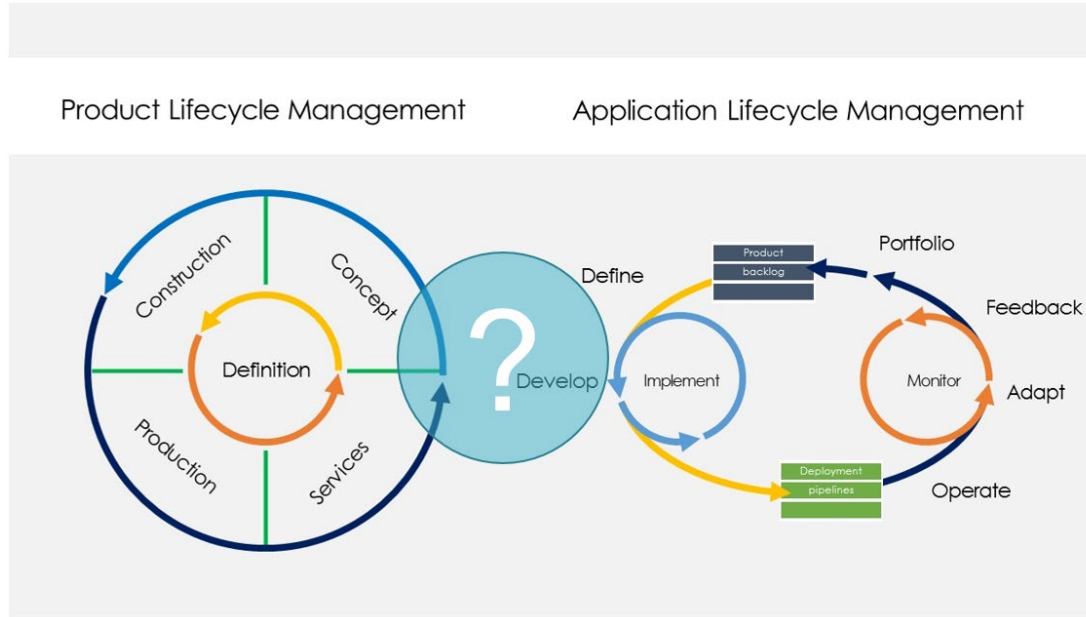 Product Lifecycle Management
Application Lifecycle Management
Construction
Concept
Definition
Production
Services
?
Define
Develop
Implement
Product
backlog
Portfolio
Feedback
Monitor
Adapt
Deployment
pipelines
Operate